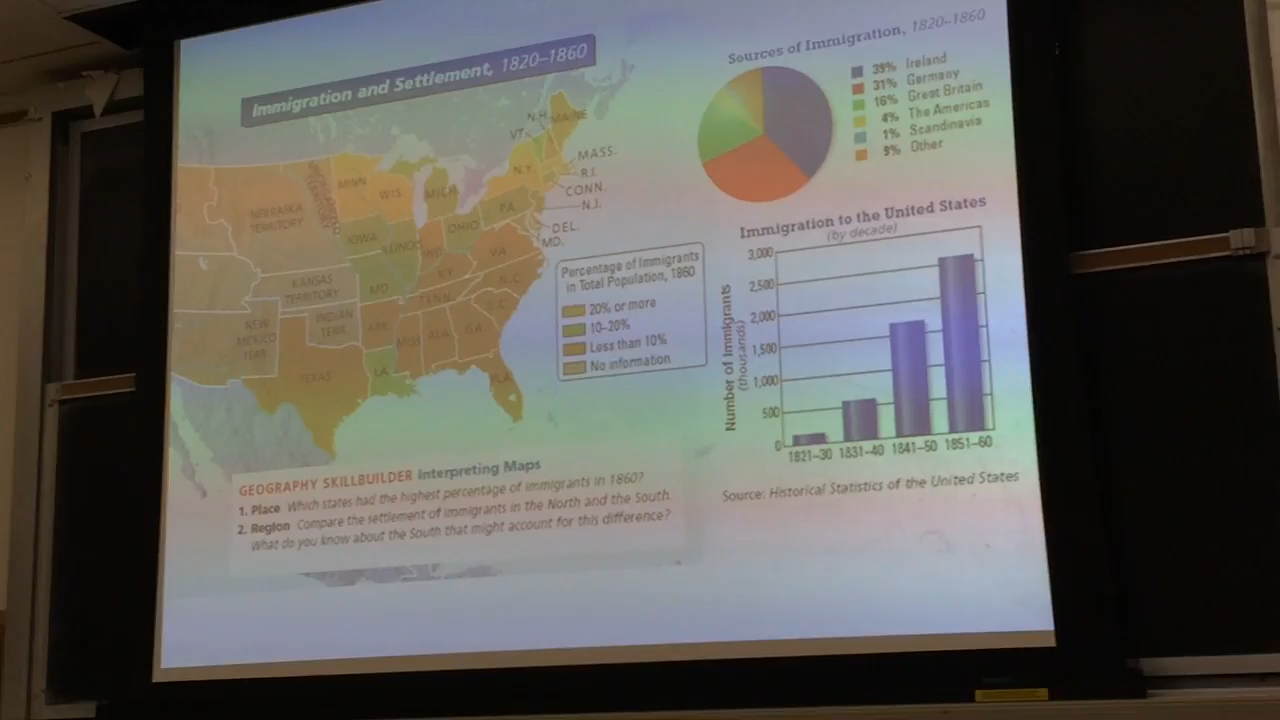 Immigration and Settlement, 1820–1860
N.H.
MAINE
VT.
MASS.
R.I.
CONN.
N.J.
DEL.
MD.
MINN
WIS.
MICH
N.Y.
PA.
NEBRASKA
TERRITORY
IOWA
ILLINOIS
IND
OHIO
VA
KANSAS
TERRITORY
MO
KY
N.C
TENN
S.C
NEW
MEXICO
TERR.
INDIAN
TERR.
ARK
MISS
ALA
GA
TEXAS
LA
FLA
Percentage of Immigrants
in Total Population, 1860
20% or more
10–20%
Less than 10%
No information
GEOGRAPHY SKILLBUILDER Interpreting Maps
1. Place Which states had the highest percentage of immigrants in 1860?
2. Region Compare the settlement of immigrants in the North and the South.
What do you know about the South that might account for this difference?
Sources of Immigration, 1820–1860
39% Ireland
31% Germany
16% Great Britain
4% The Americas
1% Scandinavia
9% Other
Immigration to the United States
(by decade)
Number of Immigrants
(thousands)
3,000
2,500
2,000
1,500
1,000
500
0
1821–30 1831–40 1841–50 1851–60
Source: Historical Statistics of the United States